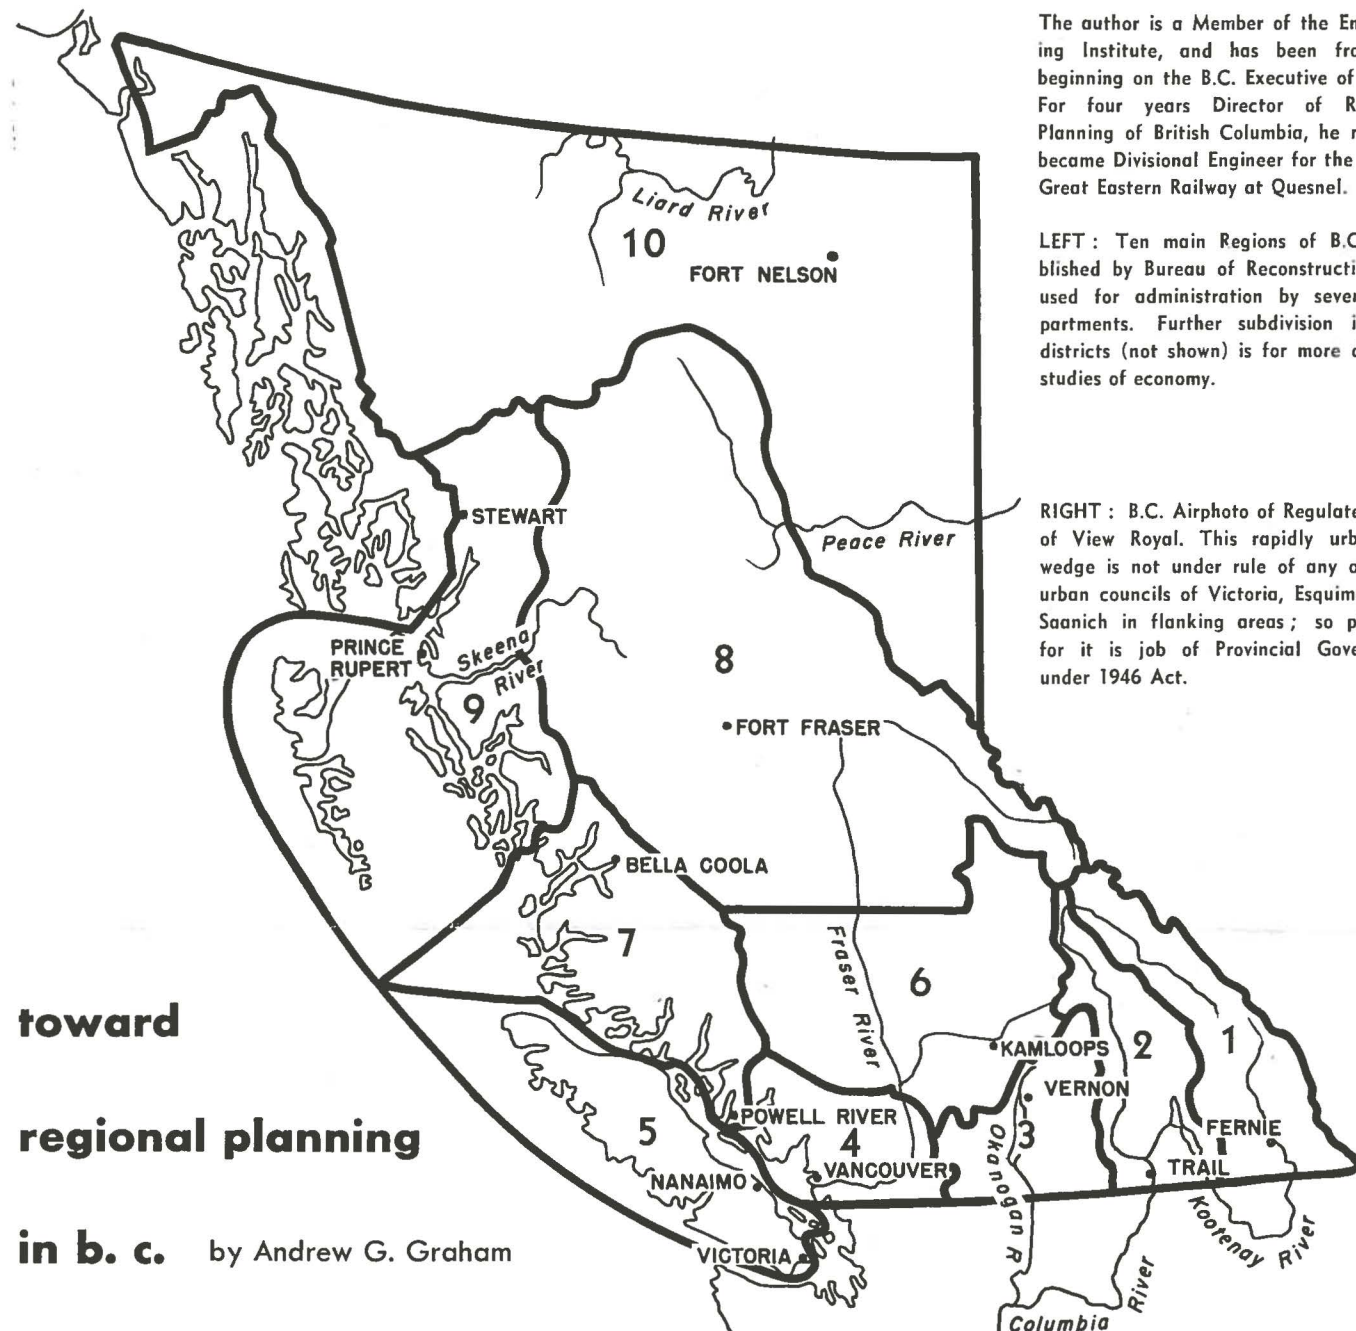 The author is a Member of the En
ing Institute, and has been fro
beginning on the B.C. Executive of
For four years Director of R
Planning of British Columbia, he r
became Divisional Engineer for the
Great Eastern Railway at Quesnel.
LEFT : Ten main Regions of B.C
blished by Bureau of Reconstructi
used for administration by sever
partments. Further subdivision i
districts (not shown) is for more
studies of economy.
RIGHT : B.C. Airphoto of Regulate
of View Royal. This rapidly urb
wedge is not under rule of any
urban councils of Victoria, Esquim
Saanich in flanking areas ; so p
for it is job of Provincial Gove
under 1946 Act.
Liard River
10
FORT NELSON
STEWART
Peace River
PRINCE
RUPERT
Skeena
River
9
8
FORT FRASER
BELLA COOLA
7
Fraser River
6
KAMLOOPS
2
1
VERNON
POWELL RIVER
5
4
3
FERNIE
VANCOUVER
TRAIL
NANAIMO
Okanogan R
Kootenay River
VICTORIA
Columbia
River
toward
regional planning
in b. c. by Andrew G. Graham